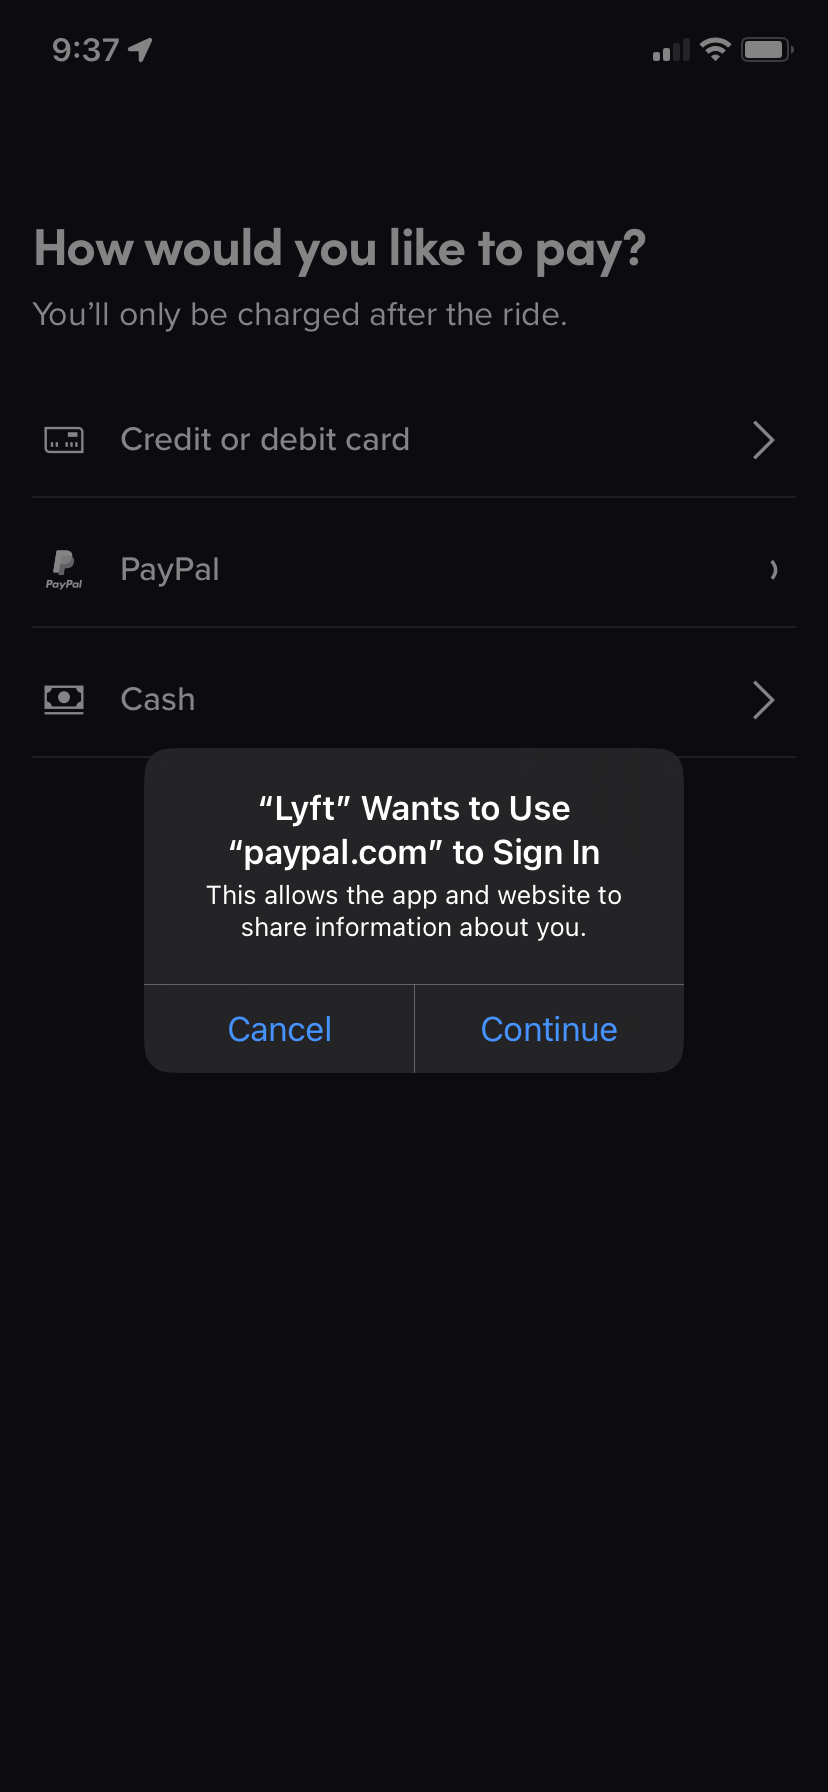 9:37
How would you like to pay?
You’ll only be charged after the ride.
Credit or debit card
PayPal
PayPal
Cash
“Lyft” Wants to Use
“paypal.com” to Sign In
This allows the app and website to
share information about you.
Cancel
Continue